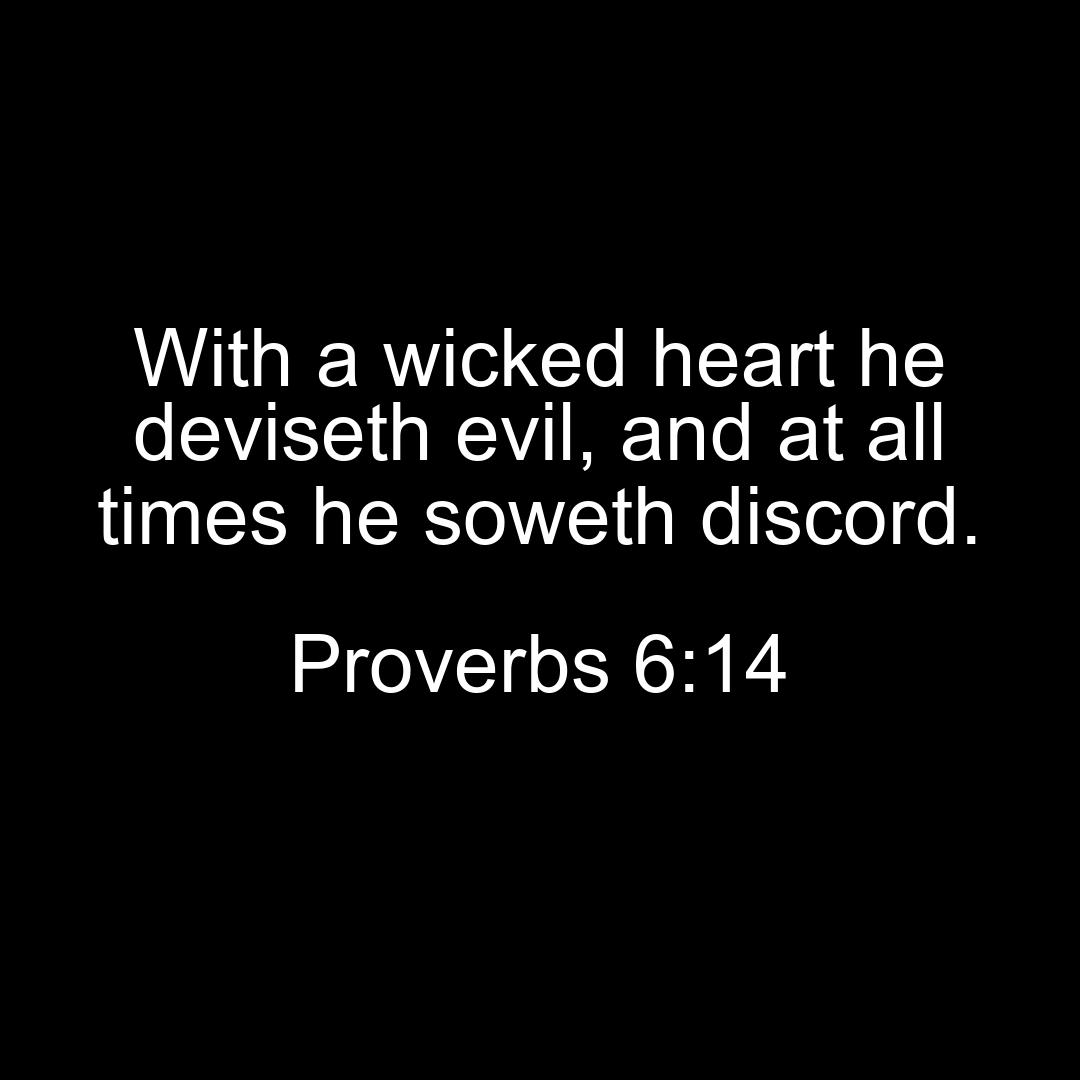 With a wicked heart he
deviseth evil, and at all
times he soweth discord.
Proverbs 6:14